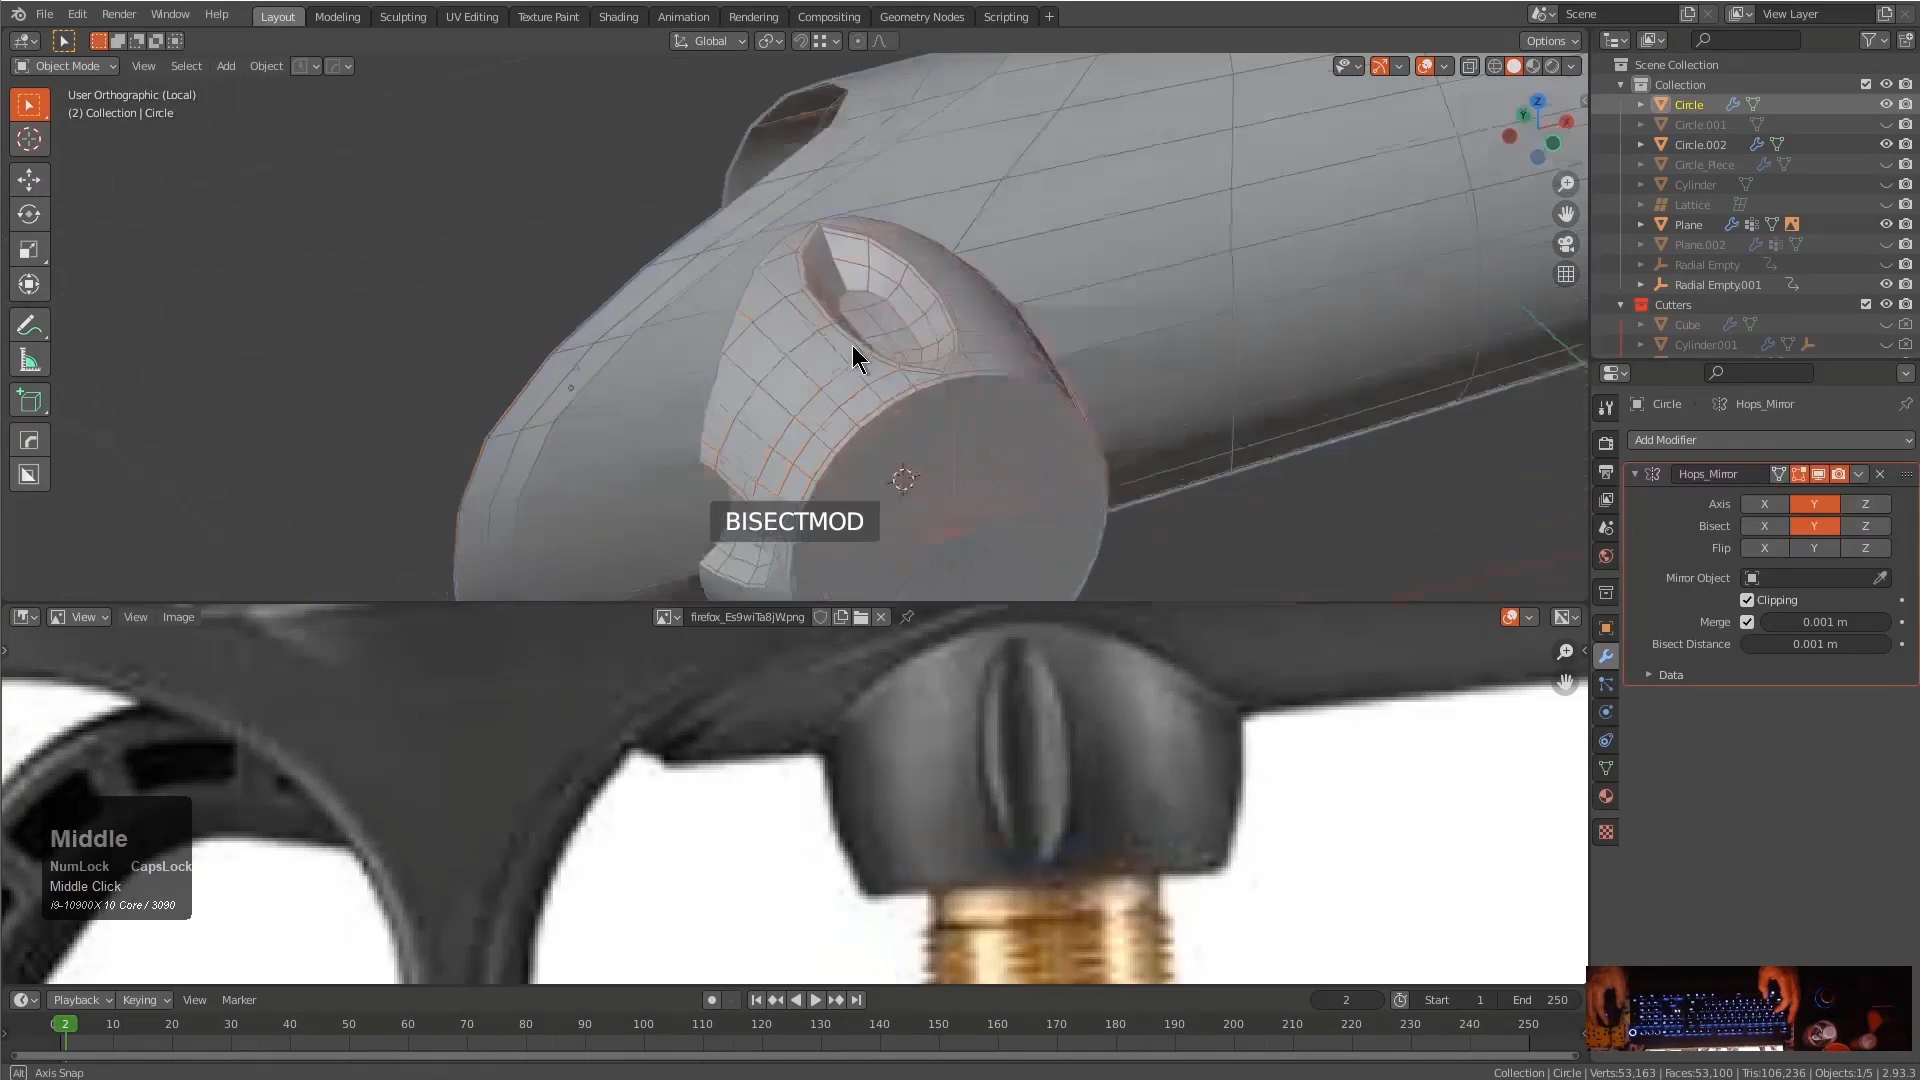 File Edit Render Window Help Layout Modeling Sculpting UV Editing Texture Paint Shading Animation Rendering Compositing Geometry Nodes Scripting + Scene View Layer
Global Options
Object Mode View Select Add Object
User Orthographic (Local)
(2) Collection | Circle
Z
Y
X
BISECTMOD
Scene Collection
Collection
Circle
Circle.001
Circle.002
Circle_Piece
Cylinder
Lattice
Plane
Plane.002
Radial Empty
Radial Empty.001
Cutters
Cube
Cylinder.001
Circle Hops_Mirror
Add Modifier
Hops_Mirror
Axis X Y Z
Bisect X Y Z
Flip X Y Z
Mirror Object
Clipping
Merge 0.001 m
Bisect Distance 0.001 m
Data
View View Image firefox_Es9wiTa8jW.png
Middle
NumLock CapsLock
Middle Click
i9-10900X 10 Core / 3090
Playback Keying View Marker 2 Start 1 End 250
2 10 20 30 40 50 60 70 80 90 100 110 120 130 140 150 160 170 180 190 200 210 220 230 240 250
Alt Axis Snap Collection | Circle | Verts:53,163 | Faces:53,100 | Tris:106,236 | Objects:1/5 | 2.93.3